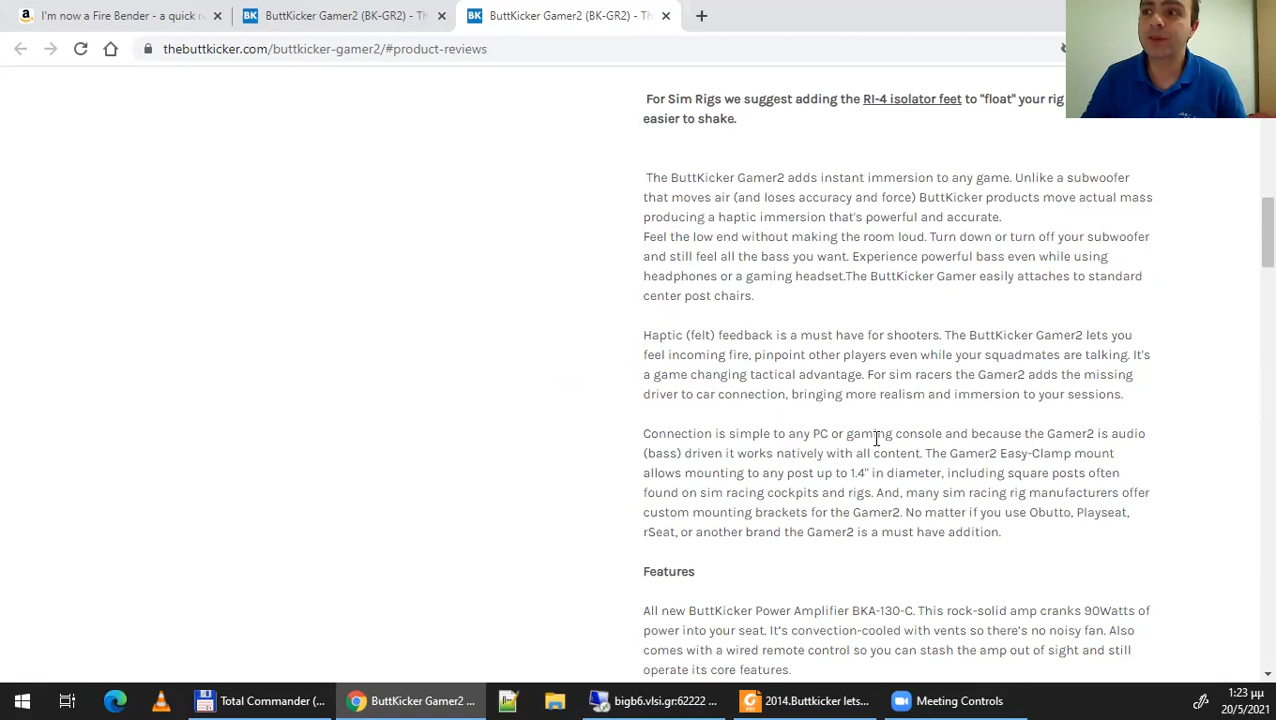 I'm now a Fire Bender - a quick r
ButtKicker Gamer2 (BK-GR2) - T
ButtKicker Gamer2 (BK-GR2) - Th
thebuttkicker.com/buttkicker-gamer2/#product-reviews
For Sim Rigs we suggest adding the RI-4 isolator feet to "float" your rig
easier to shake.
The ButtKicker Gamer2 adds instant immersion to any game. Unlike a subwoofer
that moves air (and loses accuracy and force) ButtKicker products move actual mass
producing a haptic immersion that's powerful and accurate.
Feel the low end without making the room loud. Turn down or turn off your subwoofer
and still feel all the bass you want. Experience powerful bass even while using
headphones or a gaming headset.The ButtKicker Gamer easily attaches to standard
center post chairs.
Haptic (felt) feedback is a must have for shooters. The ButtKicker Gamer2 lets you
feel incoming fire, pinpoint other players even while your squadmates are talking. It's
a game changing tactical advantage. For sim racers the Gamer2 adds the missing
driver to car connection, bringing more realism and immersion to your sessions.
Connection is simple to any PC or gaming console and because the Gamer2 is audio
(bass) driven it works natively with all content. The Gamer2 Easy-Clamp mount
allows mounting to any post up to 1.4" in diameter, including square posts often
found on sim racing cockpits and rigs. And, many sim racing rig manufacturers offer
custom mounting brackets for the Gamer2. No matter if you use Obutto, Playseat,
rSeat, or another brand the Gamer2 is a must have addition.
Features
All new ButtKicker Power Amplifier BKA-130-C. This rock-solid amp cranks 90Watts of
power into your seat. It's convection-cooled with vents so there's no noisy fan. Also
comes with a wired remote control so you can stash the amp out of sight and still
operate its core features.
Total Commander (...
ButtKicker Gamer2 ...
bigb6.vlsi.gr:62222 ...
2014.Buttkicker lets...
Meeting Controls
1:23 μμ
20/5/2021